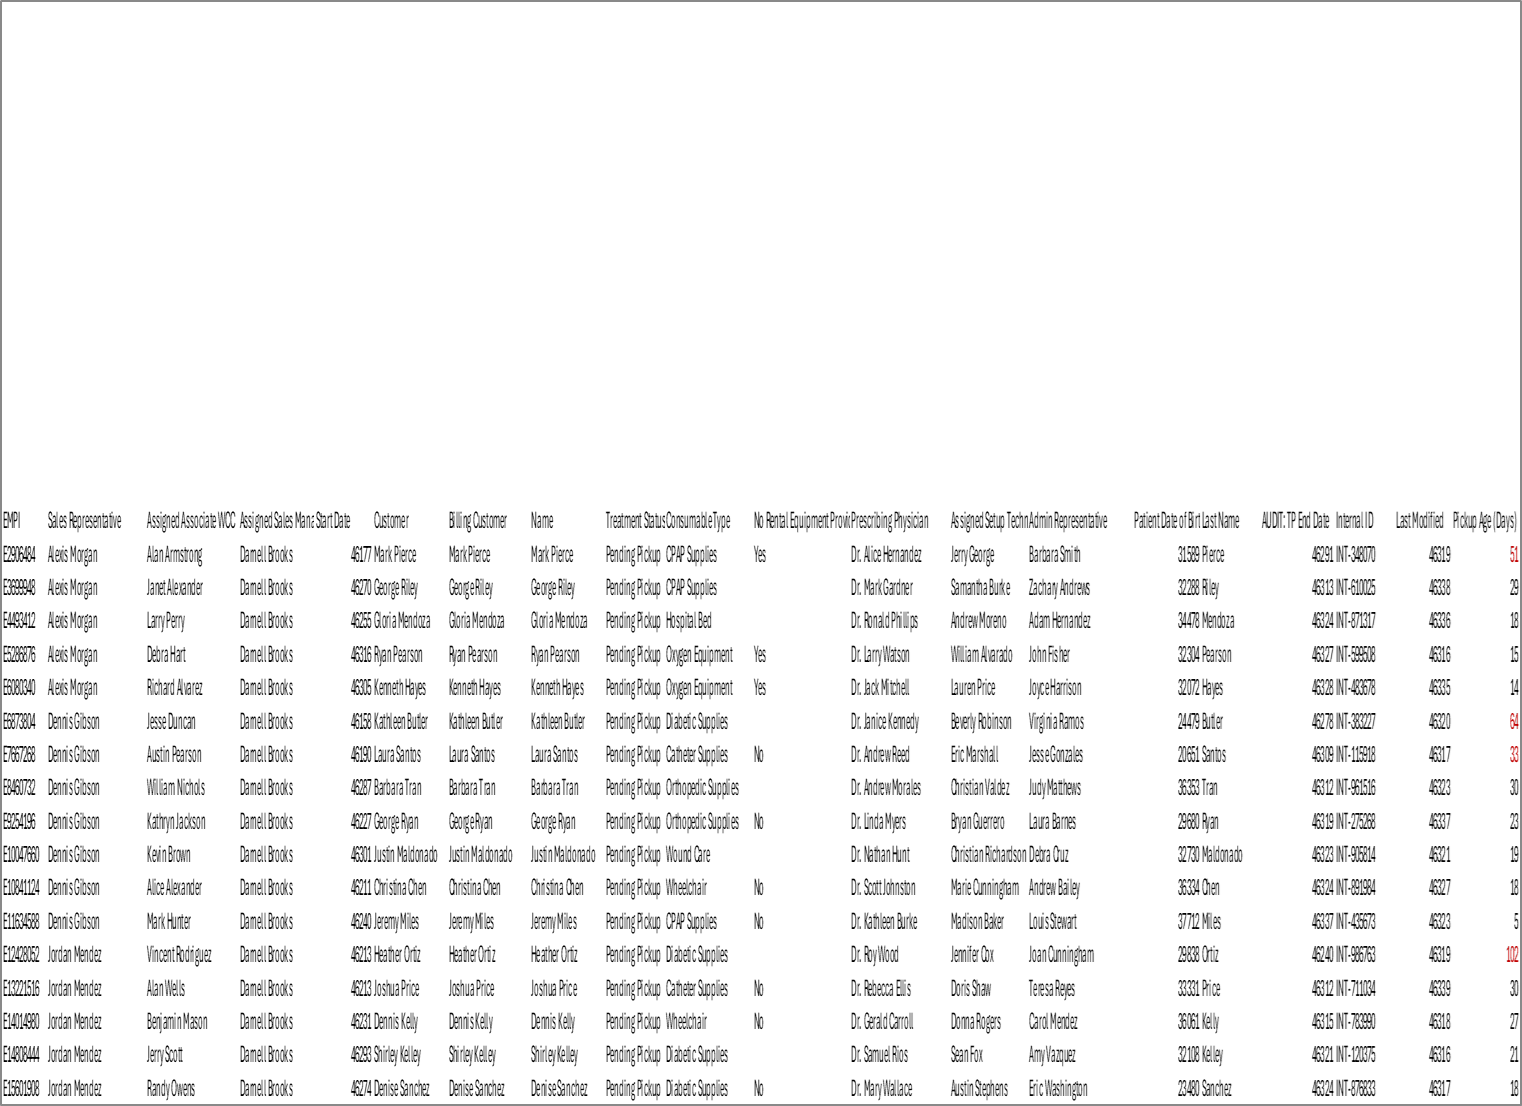 EMPI Sales Representative Assigned Associate WCC Assigned Sales Mana Start Date Customer Billing Customer Name Treatment Status Consumable Type No Rental Equipment Provi Prescribing Physician Assigned Setup Techn Admin Representative Patient Date of Birt Last Name AUDIT: TP End Date Internal ID Last Modified Pickup Age (Days)
E2906484 Alexis Morgan Alan Armstrong Darnell Brooks 46177 Mark Pierce Mark Pierce Mark Pierce Pending Pickup CPAP Supplies Yes Dr. Alice Hernandez Jerry George Barbara Smith 31589 Pierce 46291 INT-348070 46319 51
E3699948 Alexis Morgan Janet Alexander Darnell Brooks 46270 George Riley George Riley George Riley Pending Pickup CPAP Supplies Dr. Mark Gardner Samantha Burke Zachary Andrews 32288 Riley 46313 INT-610025 46338 29
E4493412 Alexis Morgan Larry Perry Darnell Brooks 46255 Gloria Mendoza Gloria Mendoza Gloria Mendoza Pending Pickup Hospital Bed Dr. Ronald Phillips Andrew Moreno Adam Hernandez 34478 Mendoza 46324 INT-871317 46336 18
E5286876 Alexis Morgan Debra Hart Darnell Brooks 46316 Ryan Pearson Ryan Pearson Ryan Pearson Pending Pickup Oxygen Equipment Yes Dr. Larry Watson William Alvarado John Fisher 32304 Pearson 46327 INT-599508 46316 15
E6080340 Alexis Morgan Richard Alvarez Darnell Brooks 46305 Kenneth Hayes Kenneth Hayes Kenneth Hayes Pending Pickup Oxygen Equipment Yes Dr. Jack Mitchell Lauren Price Joyce Harrison 32072 Hayes 46328 INT-483678 46335 14
E6873804 Dennis Gibson Jesse Duncan Darnell Brooks 46158 Kathleen Butler Kathleen Butler Kathleen Butler Pending Pickup Diabetic Supplies Dr. Janice Kennedy Beverly Robinson Virginia Ramos 24479 Butler 46278 INT-383227 46320 64
E7667268 Dennis Gibson Austin Pearson Darnell Brooks 46190 Laura Santos Laura Santos Laura Santos Pending Pickup Catheter Supplies No Dr. Andrew Reed Eric Marshall Jesse Gonzales 20651 Santos 46309 INT-115918 46317 33
E8460732 Dennis Gibson William Nichols Darnell Brooks 46287 Barbara Tran Barbara Tran Barbara Tran Pending Pickup Orthopedic Supplies Dr. Andrew Morales Christian Valdez Judy Matthews 36353 Tran 46312 INT-961516 46323 30
E9254196 Dennis Gibson Kathryn Jackson Darnell Brooks 46227 George Ryan George Ryan George Ryan Pending Pickup Orthopedic Supplies No Dr. Linda Myers Bryan Guerrero Laura Barnes 29680 Ryan 46319 INT-275268 46337 23
E10047660 Dennis Gibson Kevin Brown Darnell Brooks 46301 Justin Maldonado Justin Maldonado Justin Maldonado Pending Pickup Wound Care Dr. Nathan Hunt Christian Richardson Debra Cruz 32730 Maldonado 46323 INT-905814 46321 19
E10841124 Dennis Gibson Alice Alexander Darnell Brooks 46211 Christina Chen Christina Chen Christina Chen Pending Pickup Wheelchair No Dr. Scott Johnston Marie Cunningham Andrew Bailey 36334 Chen 46324 INT-891984 46327 18
E11634588 Dennis Gibson Mark Hunter Darnell Brooks 46240 Jeremy Miles Jeremy Miles Jeremy Miles Pending Pickup CPAP Supplies No Dr. Kathleen Burke Madison Baker Louis Stewart 37712 Miles 46337 INT-435673 46323 5
E12428052 Jordan Mendez Vincent Rodriguez Darnell Brooks 46213 Heather Ortiz Heather Ortiz Heather Ortiz Pending Pickup Diabetic Supplies Dr. Roy Wood Jennifer Cox Joan Cunningham 29838 Ortiz 46240 INT-986763 46319 102
E13221516 Jordan Mendez Alan Wells Darnell Brooks 46213 Joshua Price Joshua Price Joshua Price Pending Pickup Catheter Supplies No Dr. Rebecca Ellis Doris Shaw Teresa Reyes 33331 Price 46312 INT-711034 46339 30
E14014980 Jordan Mendez Benjamin Mason Darnell Brooks 46231 Dennis Kelly Dennis Kelly Dennis Kelly Pending Pickup Wheelchair No Dr. Gerald Carroll Donna Rogers Carol Mendez 36061 Kelly 46315 INT-783990 46318 27
E14808444 Jordan Mendez Jerry Scott Darnell Brooks 46293 Shirley Kelley Shirley Kelley Shirley Kelley Pending Pickup Diabetic Supplies Dr. Samuel Rios Sean Fox Amy Vazquez 32108 Kelley 46321 INT-120375 46316 21
E15601908 Jordan Mendez Randy Owens Darnell Brooks 46274 Denise Sanchez Denise Sanchez Denise Sanchez Pending Pickup Diabetic Supplies No Dr. Mary Wallace Austin Stephens Eric Washington 23480 Sanchez 46324 INT-876833 46317 18